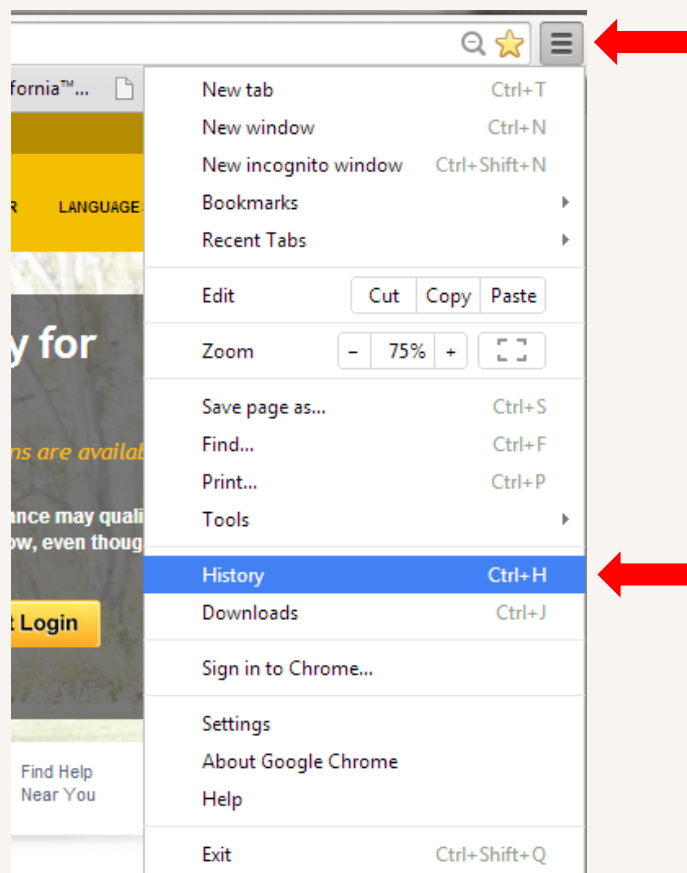 fornia™...
LANGUAGE
y for
ns are availab
ance may quali
ow, even thoug
t Login
Find Help
Near You
New tab Ctrl+T
New window Ctrl+N
New incognito window Ctrl+Shift+N
Bookmarks
Recent Tabs
Edit Cut Copy Paste
Zoom - 75% +
Save page as... Ctrl+S
Find... Ctrl+F
Print... Ctrl+P
Tools
History Ctrl+H
Downloads Ctrl+J
Sign in to Chrome...
Settings
About Google Chrome
Help
Exit Ctrl+Shift+Q